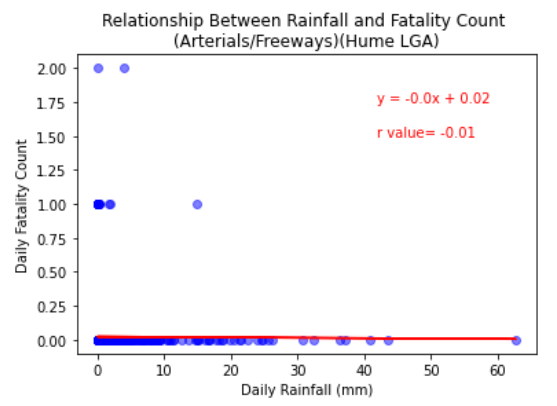 Relationship Between Rainfall and Fatality Count
(Arterials/Freeways)(Hume LGA)
2.00
1.75
1.50
1.25
1.00
0.75
0.50
0.25
0.00
Daily Fatality Count
y = -0.0x + 0.02
r value= -0.01
0 10 20 30 40 50 60
Daily Rainfall (mm)